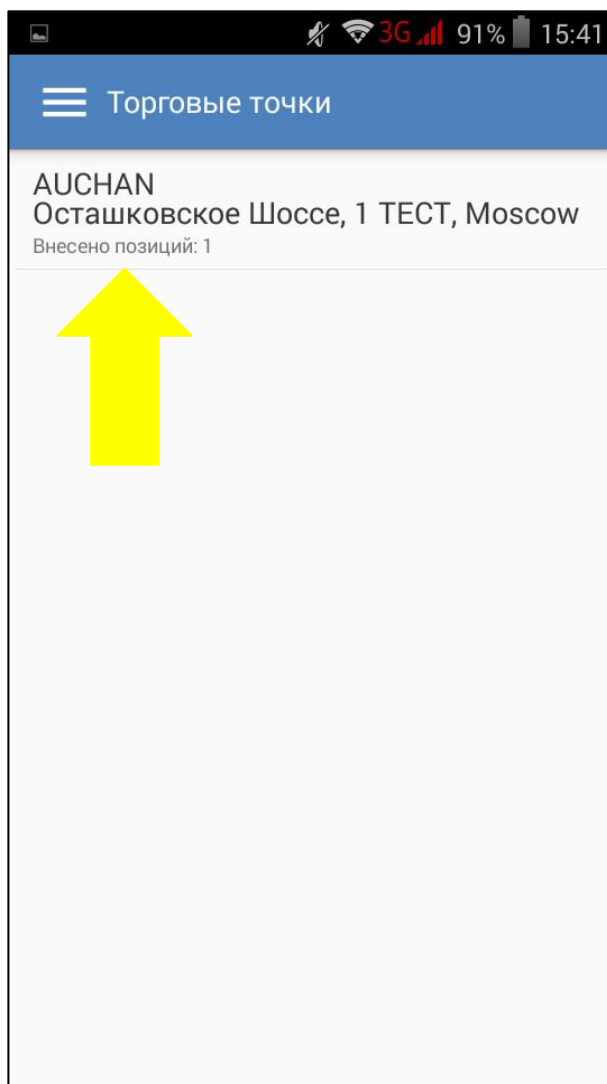 3G 91% 15:41
Торговые точки
AUCHAN
Осташковское Шоссе, 1 ТЕСТ, Moscow
Внесено позиций: 1